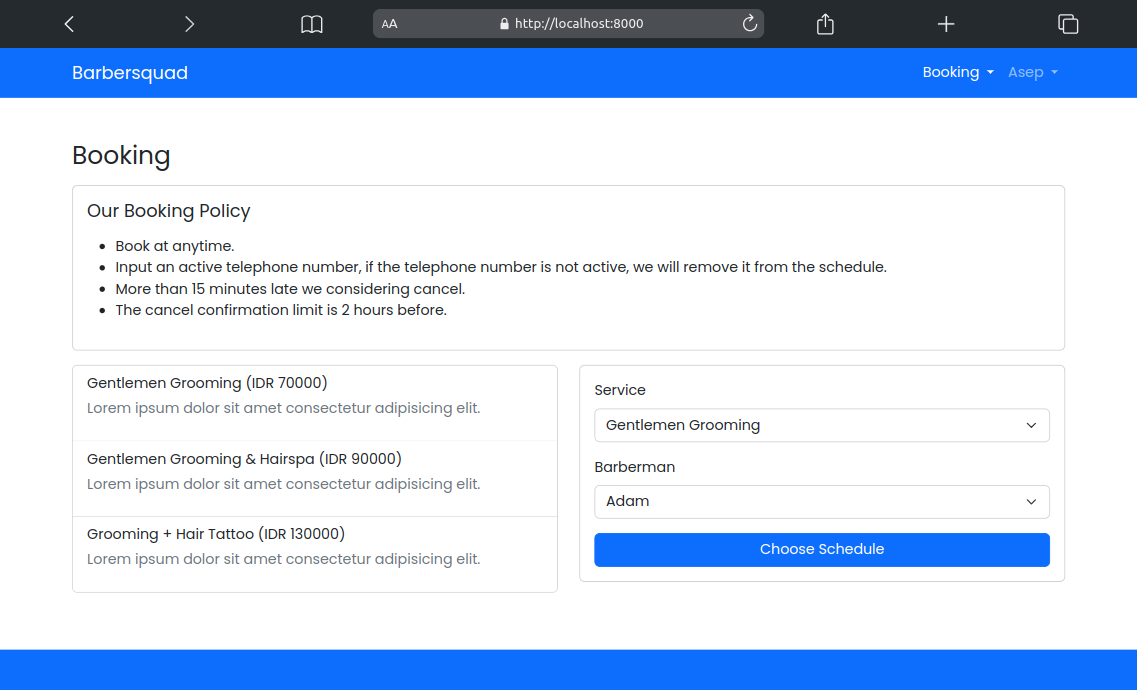 AA http://localhost:8000
Barbersquad Booking Asep
Booking
Our Booking Policy
Book at anytime.
Input an active telephone number, if the telephone number is not active, we will remove it from the schedule.
More than 15 minutes late we considering cancel.
The cancel confirmation limit is 2 hours before.
Gentlemen Grooming (IDR 70000)
Lorem ipsum dolor sit amet consectetur adipisicing elit.
Gentlemen Grooming & Hairspa (IDR 90000)
Lorem ipsum dolor sit amet consectetur adipisicing elit.
Grooming + Hair Tattoo (IDR 130000)
Lorem ipsum dolor sit amet consectetur adipisicing elit.
Service
Gentlemen Grooming
Barberman
Adam
Choose Schedule